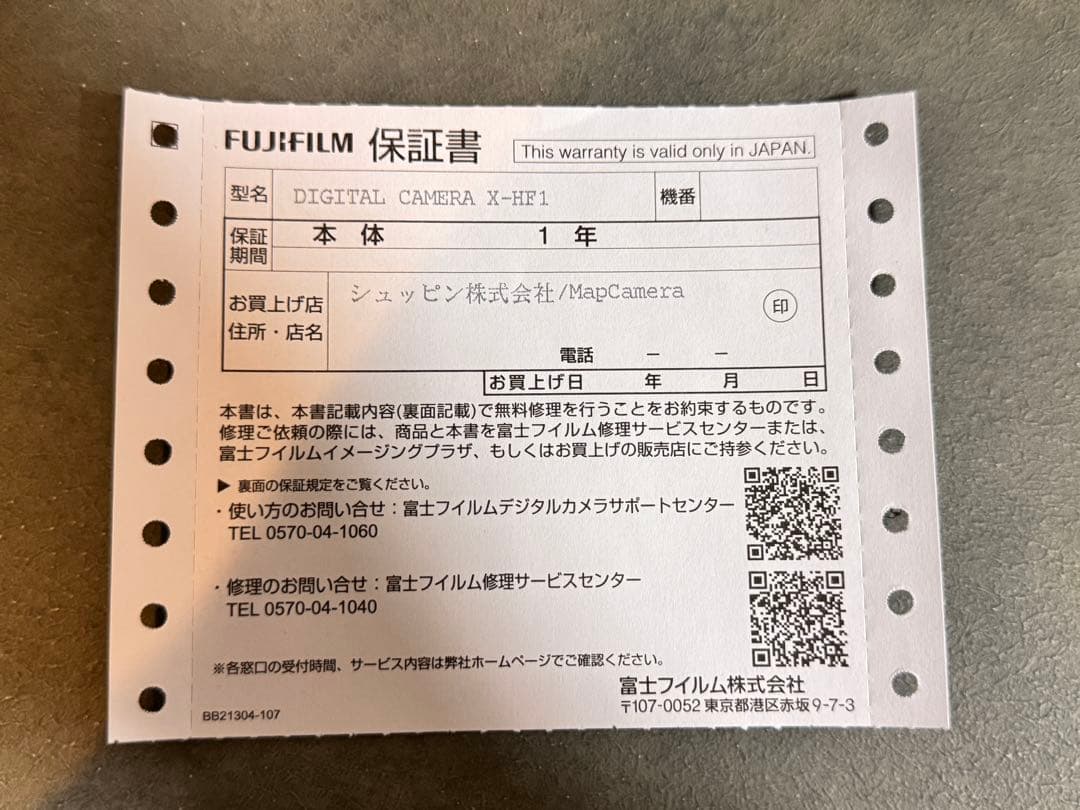 FUJIFILM 保証書 This warranty is valid only in JAPAN.
型名 DIGITAL CAMERA X-HF1 機番
保証期間 本体 1年
お買上げ店 シュッピン株式会社/MapCamera
住所・店名 印
電話 － －
お買上げ日 年 月 日
本書は、本書記載内容(裏面記載)で無料修理を行うことをお約束するものです。
修理ご依頼の際には、商品と本書を富士フイルム修理サービスセンターまたは、
富士フイルムイメージングプラザ、もしくはお買上げの販売店にご持参ください。
▶ 裏面の保証規定をご覧ください。
・使い方のお問い合せ：富士フイルムデジタルカメラサポートセンター
TEL 0570-04-1060
・修理のお問い合せ：富士フイルム修理サービスセンター
TEL 0570-04-1040
※各窓口の受付時間、サービス内容は弊社ホームページでご確認ください。
富士フイルム株式会社
〒107-0052 東京都港区赤坂9-7-3
BB21304-107